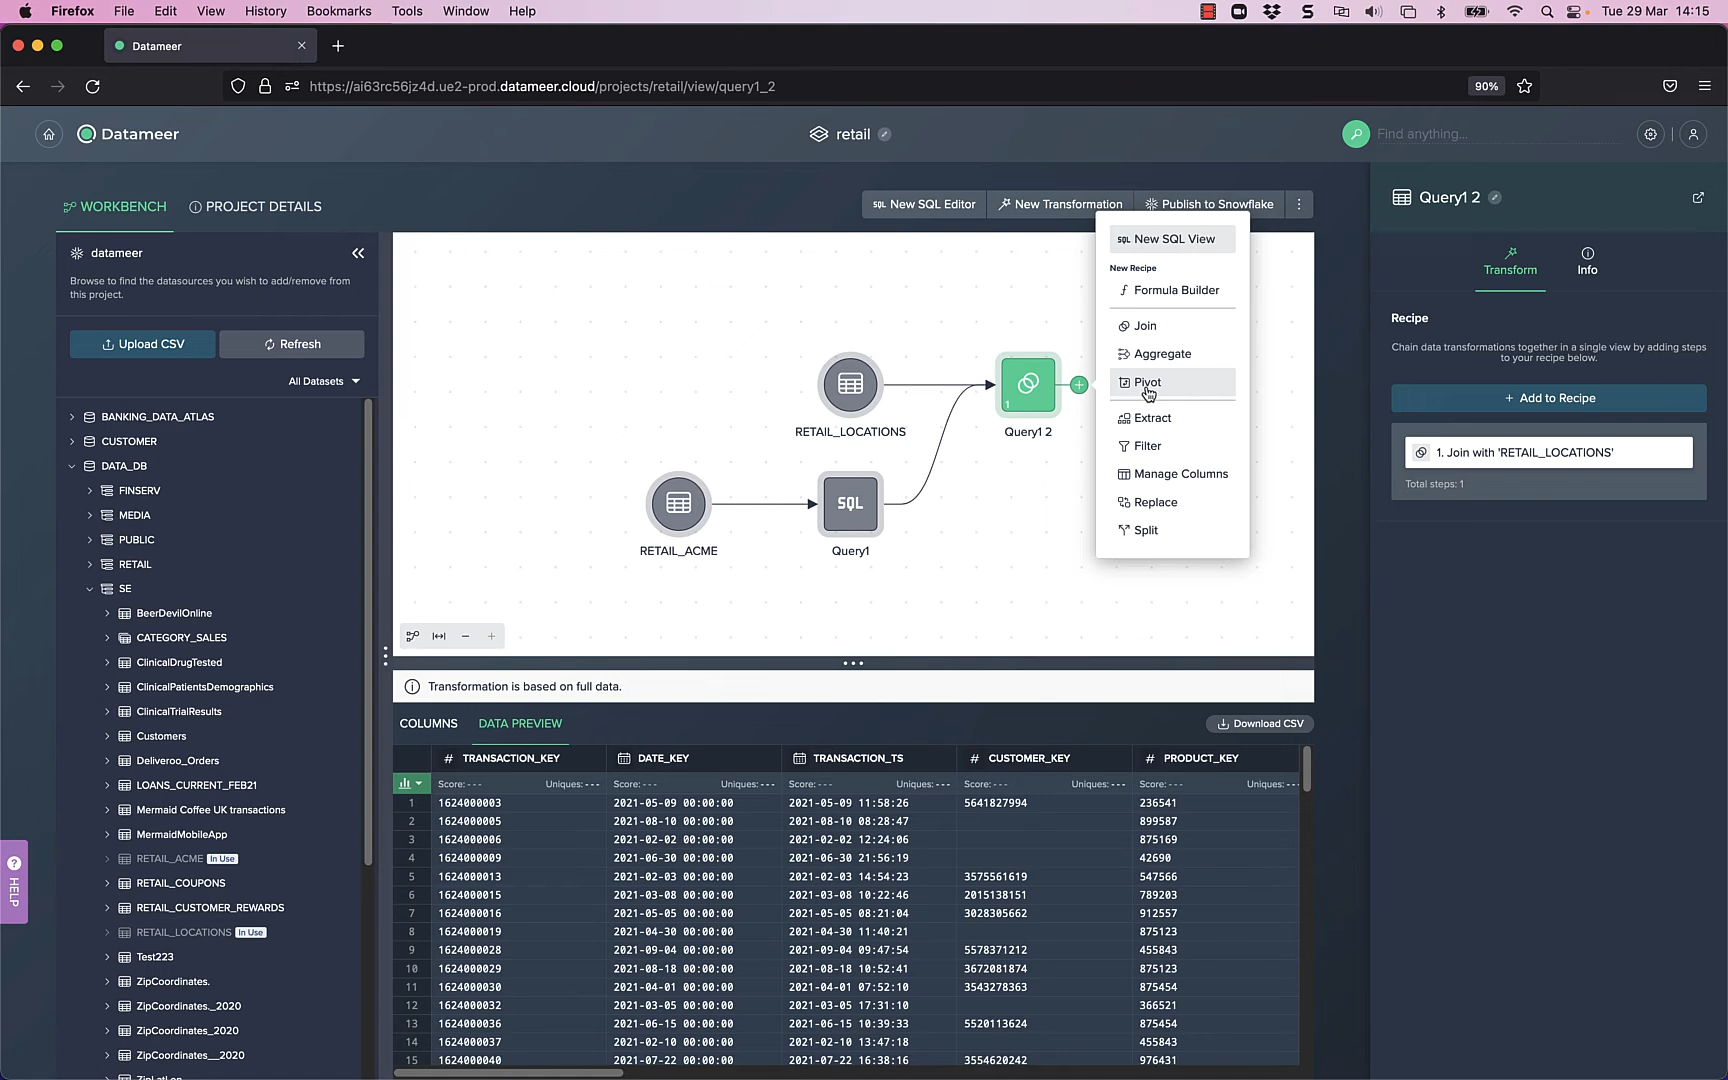 Firefox File Edit View History Bookmarks Tools Window Help Tue 29 Mar 14:15
Datameer
https://ai63rc56jz4d.ue2-prod.datameer.cloud/projects/retail/view/query1_2 90%
Datameer retail Find anything...
WORKBENCH PROJECT DETAILS
SQL New SQL Editor New Transformation Publish to Snowflake
datameer
Browse to find the datasources you wish to add/remove from
this project.
Upload CSV Refresh
All Datasets
BANKING_DATA_ATLAS
CUSTOMER
DATA_DB
FINSERV
MEDIA
PUBLIC
RETAIL
SE
BeerDevilOnline
CATEGORY_SALES
ClinicalDrugTested
ClinicalPatientsDemographics
ClinicalTrialResults
Customers
Deliveroo_Orders
LOANS_CURRENT_FEB21
Mermaid Coffee UK transactions
MermaidMobileApp
RETAIL_ACME In Use
RETAIL_COUPONS
RETAIL_CUSTOMER_REWARDS
RETAIL_LOCATIONS In Use
Test223
ZipCoordinates.
ZipCoordinates._2020
ZipCoordinates_2020
ZipCoordinates__2020
HELP
RETAIL_LOCATIONS
1
Query1 2
RETAIL_ACME
SQL
Query1
SQL New SQL View
New Recipe
Formula Builder
Join
Aggregate
Pivot
Extract
Filter
Manage Columns
Replace
Split
Transformation is based on full data.
COLUMNS DATA PREVIEW Download CSV
# TRANSACTION_KEY DATE_KEY TRANSACTION_TS # CUSTOMER_KEY # PRODUCT_KEY
Score: --- Uniques: --- Score: --- Uniques: --- Score: --- Uniques: --- Score: --- Uniques: --- Score: --- Uniques: ---
1 1624000003 2021-05-09 00:00:00 2021-05-09 11:58:26 5641827994 236541
2 1624000005 2021-08-10 00:00:00 2021-08-10 08:28:47 899587
3 1624000006 2021-02-02 00:00:00 2021-02-02 12:24:06 875169
4 1624000009 2021-06-30 00:00:00 2021-06-30 21:56:19 42690
5 1624000013 2021-02-03 00:00:00 2021-02-03 14:54:23 3575561619 547566
6 1624000015 2021-03-08 00:00:00 2021-03-08 10:22:46 2015138151 789203
7 1624000016 2021-05-05 00:00:00 2021-05-05 08:21:04 3028305662 912557
8 1624000019 2021-04-30 00:00:00 2021-04-30 11:40:21 875123
9 1624000028 2021-09-04 00:00:00 2021-09-04 09:47:54 5578371212 455843
10 1624000029 2021-08-18 00:00:00 2021-08-18 10:52:41 3672081874 875123
11 1624000030 2021-04-01 00:00:00 2021-04-01 07:52:10 3543278363 875454
12 1624000032 2021-03-05 00:00:00 2021-03-05 17:31:10 366521
13 1624000036 2021-06-15 00:00:00 2021-06-15 10:39:33 5520113624 875454
14 1624000037 2021-02-10 00:00:00 2021-02-10 13:47:18 455843
15 1624000040 2021-07-22 00:00:00 2021-07-22 16:38:16 3554620242 976431
Query1 2
Transform Info
Recipe
Chain data transformations together in a single view by adding steps
to your recipe below.
+ Add to Recipe
1. Join with 'RETAIL_LOCATIONS'
Total steps: 1